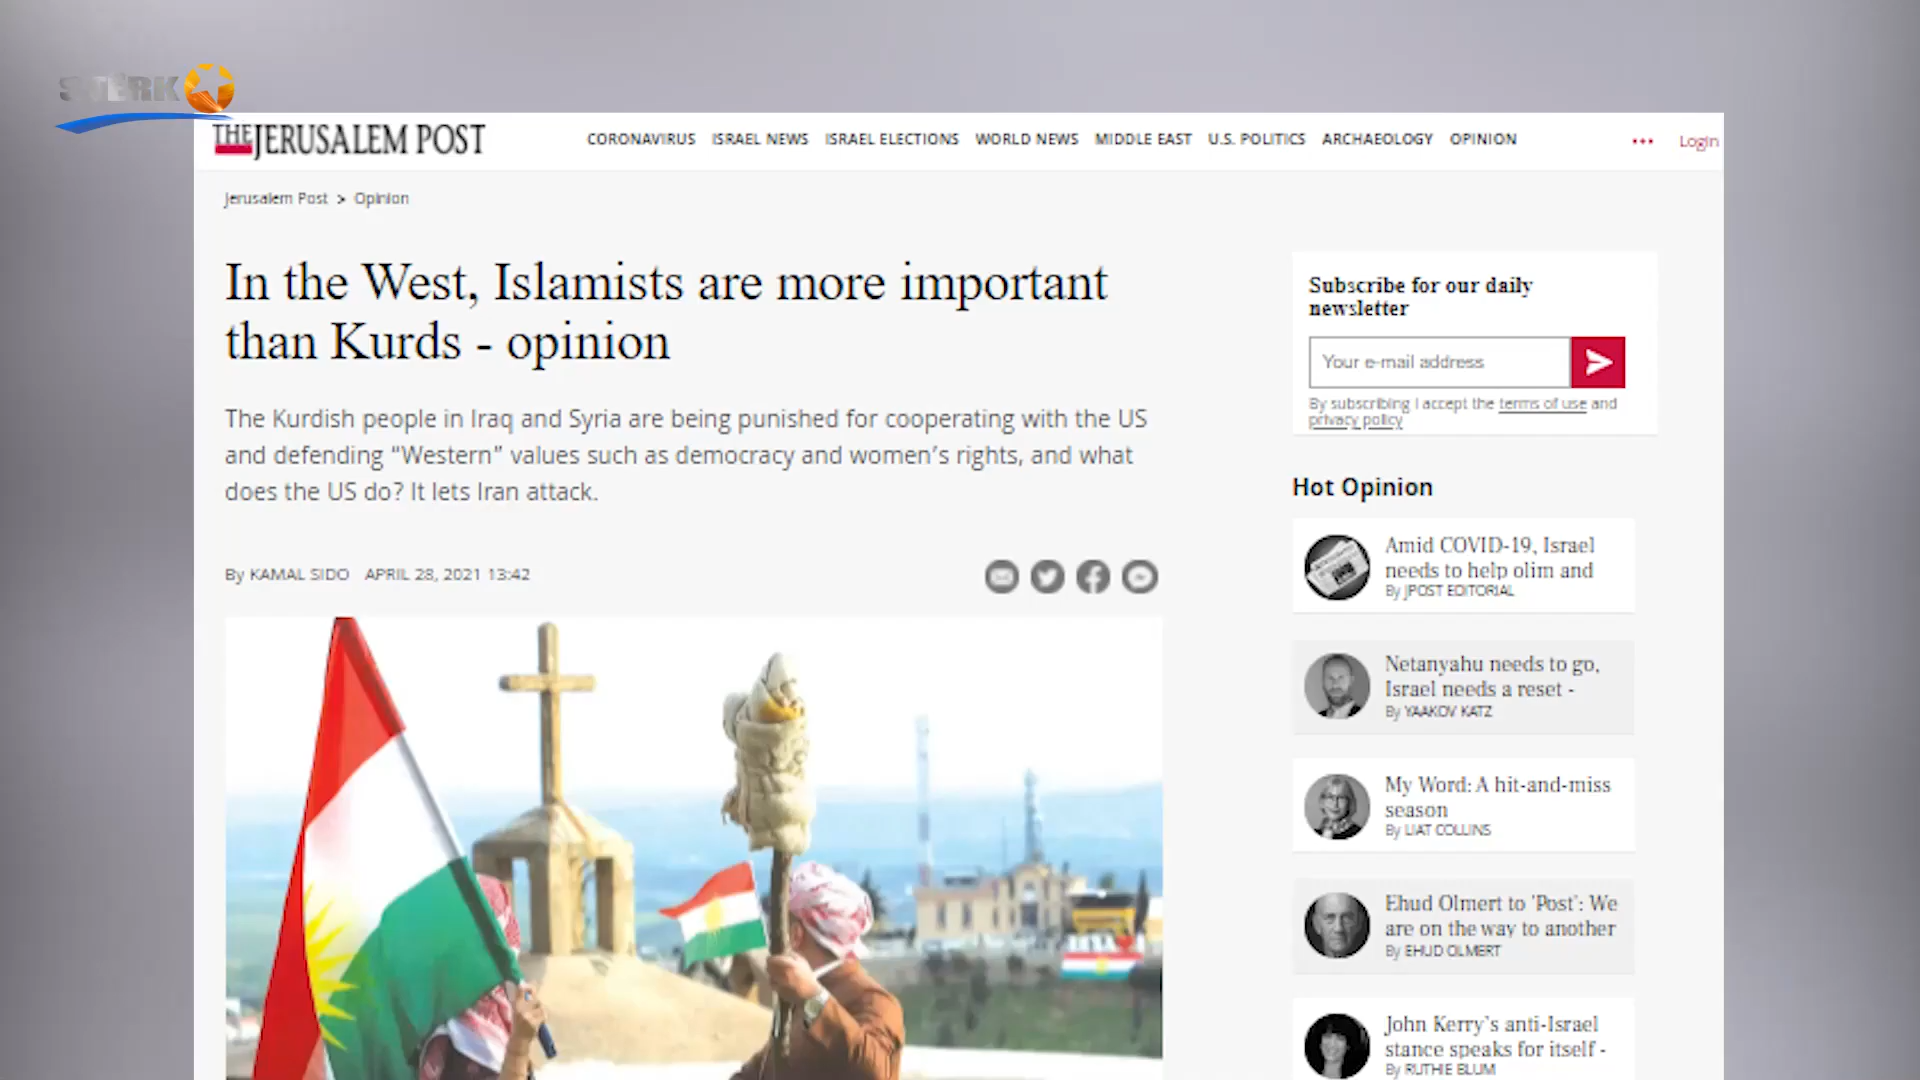 STERK
THE JERUSALEM POST
CORONAVIRUS ISRAEL NEWS ISRAEL ELECTIONS WORLD NEWS MIDDLE EAST U.S. POLITICS ARCHAEOLOGY OPINION
Login
Jerusalem Post > Opinion
In the West, Islamists are more important
than Kurds - opinion
The Kurdish people in Iraq and Syria are being punished for cooperating with the US
and defending “Western” values such as democracy and women’s rights, and what
does the US do? It lets Iran attack.
By KAMAL SIDO APRIL 28, 2021 13:42
Subscribe for our daily
newsletter
Your e-mail address
By subscribing I accept the terms of use and
privacy policy
Hot Opinion
Amid COVID-19, Israel
needs to help olim and
By JPOST EDITORIAL
Netanyahu needs to go,
Israel needs a reset -
By YAAKOV KATZ
My Word: A hit-and-miss
season
By LIAT COLLINS
Ehud Olmert to 'Post': We
are on the way to another
By EHUD OLMERT
John Kerry’s anti-Israel
stance speaks for itself -
By RUTHIE BLUM